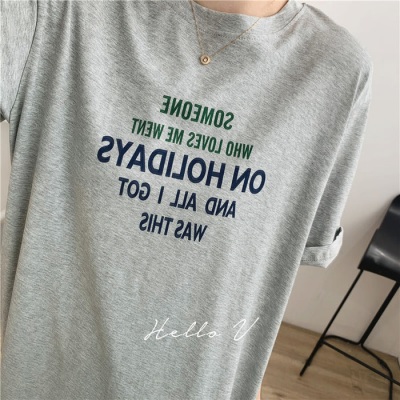 SOMEONE
WHO LOVES ME WENT
ON HOLIDAYS
AND ALL I GOT
WAS THIS
Hello V